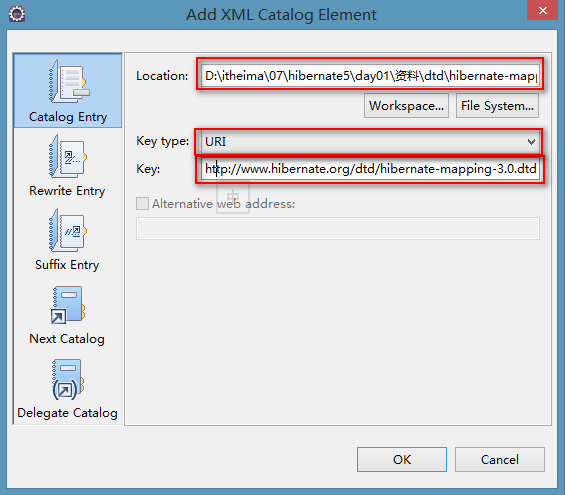 Add XML Catalog Element
Catalog Entry
Rewrite Entry
Suffix Entry
Next Catalog
Delegate Catalog
Location: D:\itheima\07\hibernate5\day01\资料\dtd\hibernate-mapp
Workspace... File System...
Key type: URI
Key: http://www.hibernate.org/dtd/hibernate-mapping-3.0.dtd
中
Alternative web address:
OK Cancel